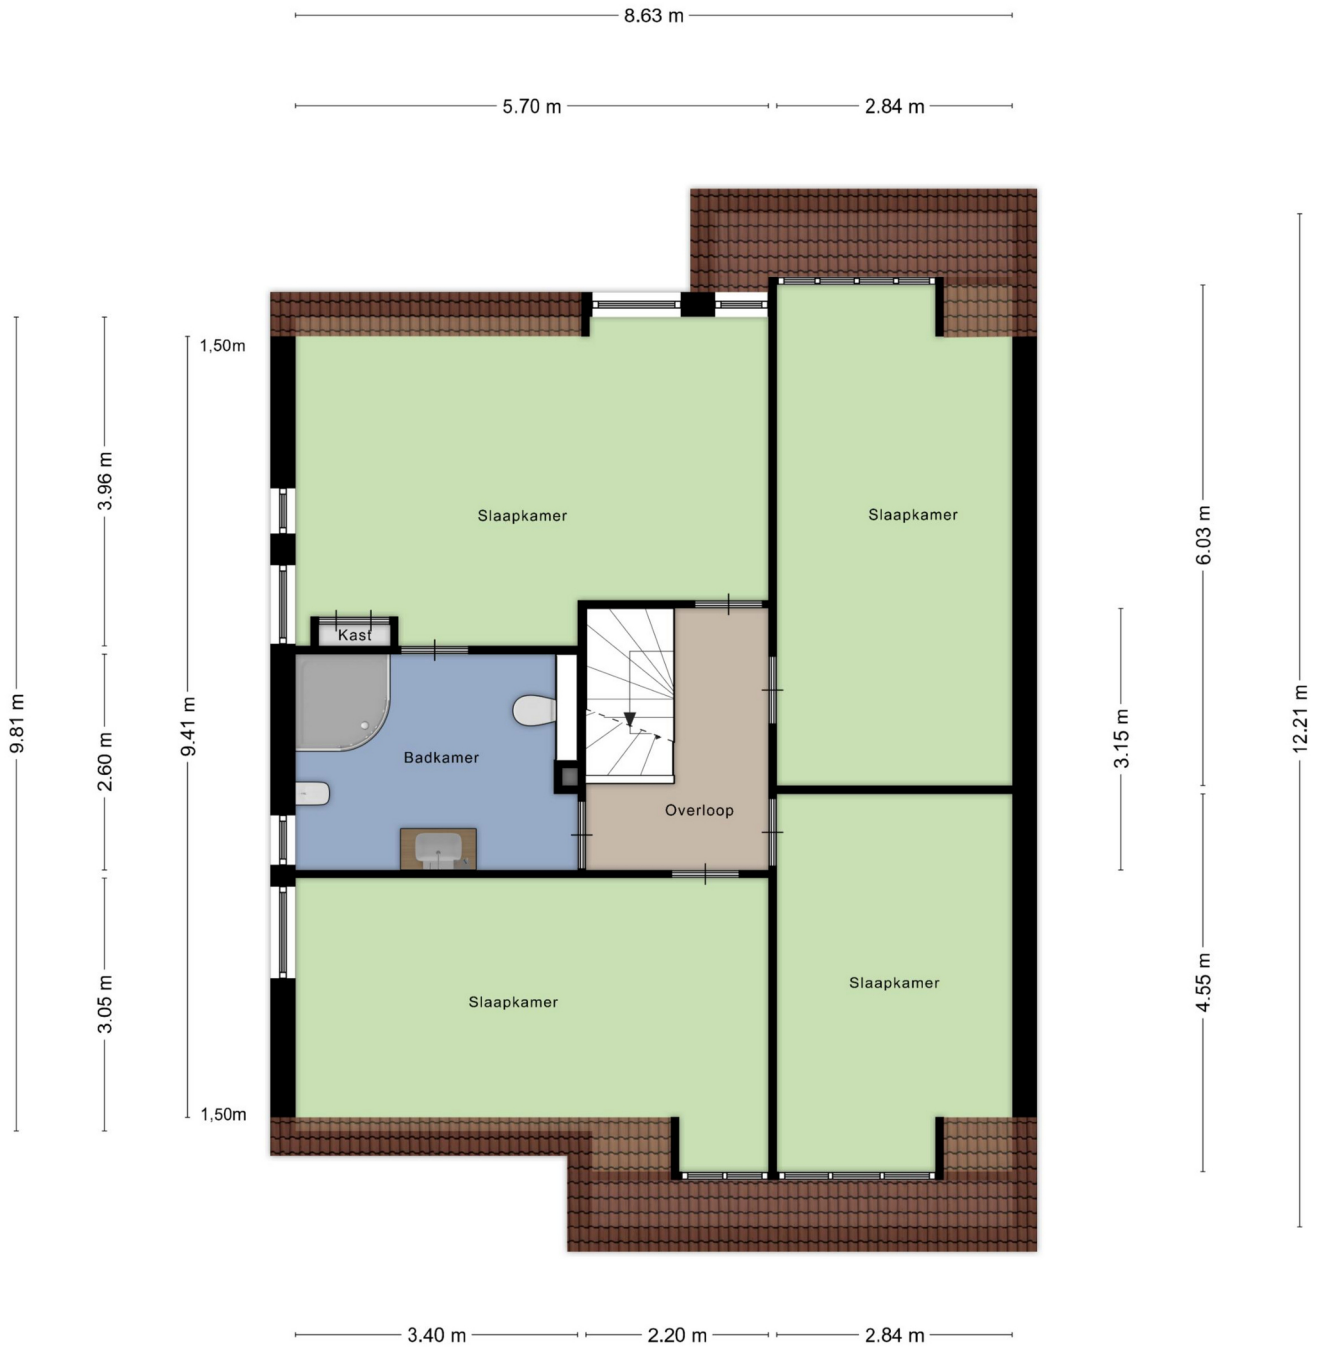 8.63 m
5.70 m
2.84 m
1,50m
3.96 m
6.03 m
Slaapkamer
Slaapkamer
Kast
9.81 m
9.41 m
2.60 m
12.21 m
3.15 m
Badkamer
Overloop
3.05 m
4.55 m
Slaapkamer
Slaapkamer
1,50m
3.40 m
2.20 m
2.84 m